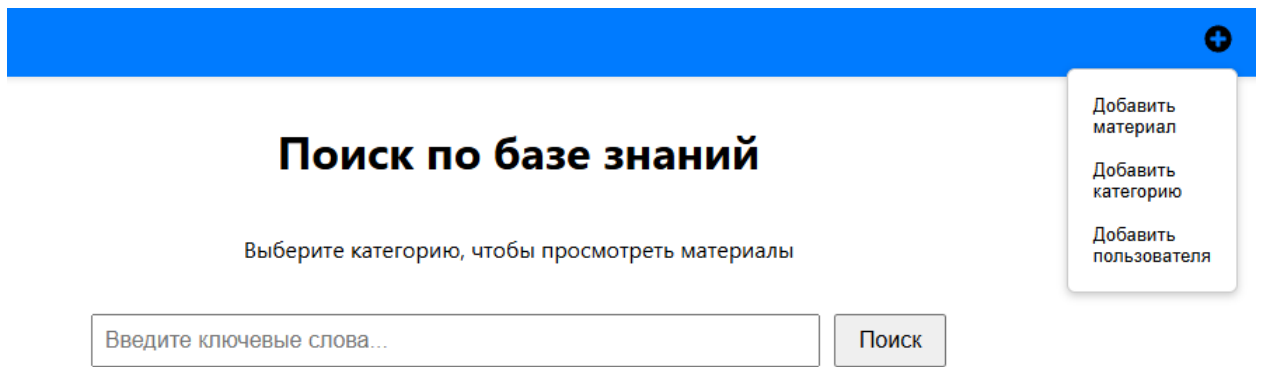 Поиск по базе знаний
Выберите категорию, чтобы просмотреть материалы
Введите ключевые слова...
Поиск
Добавить
материал
Добавить
категорию
Добавить
пользователя